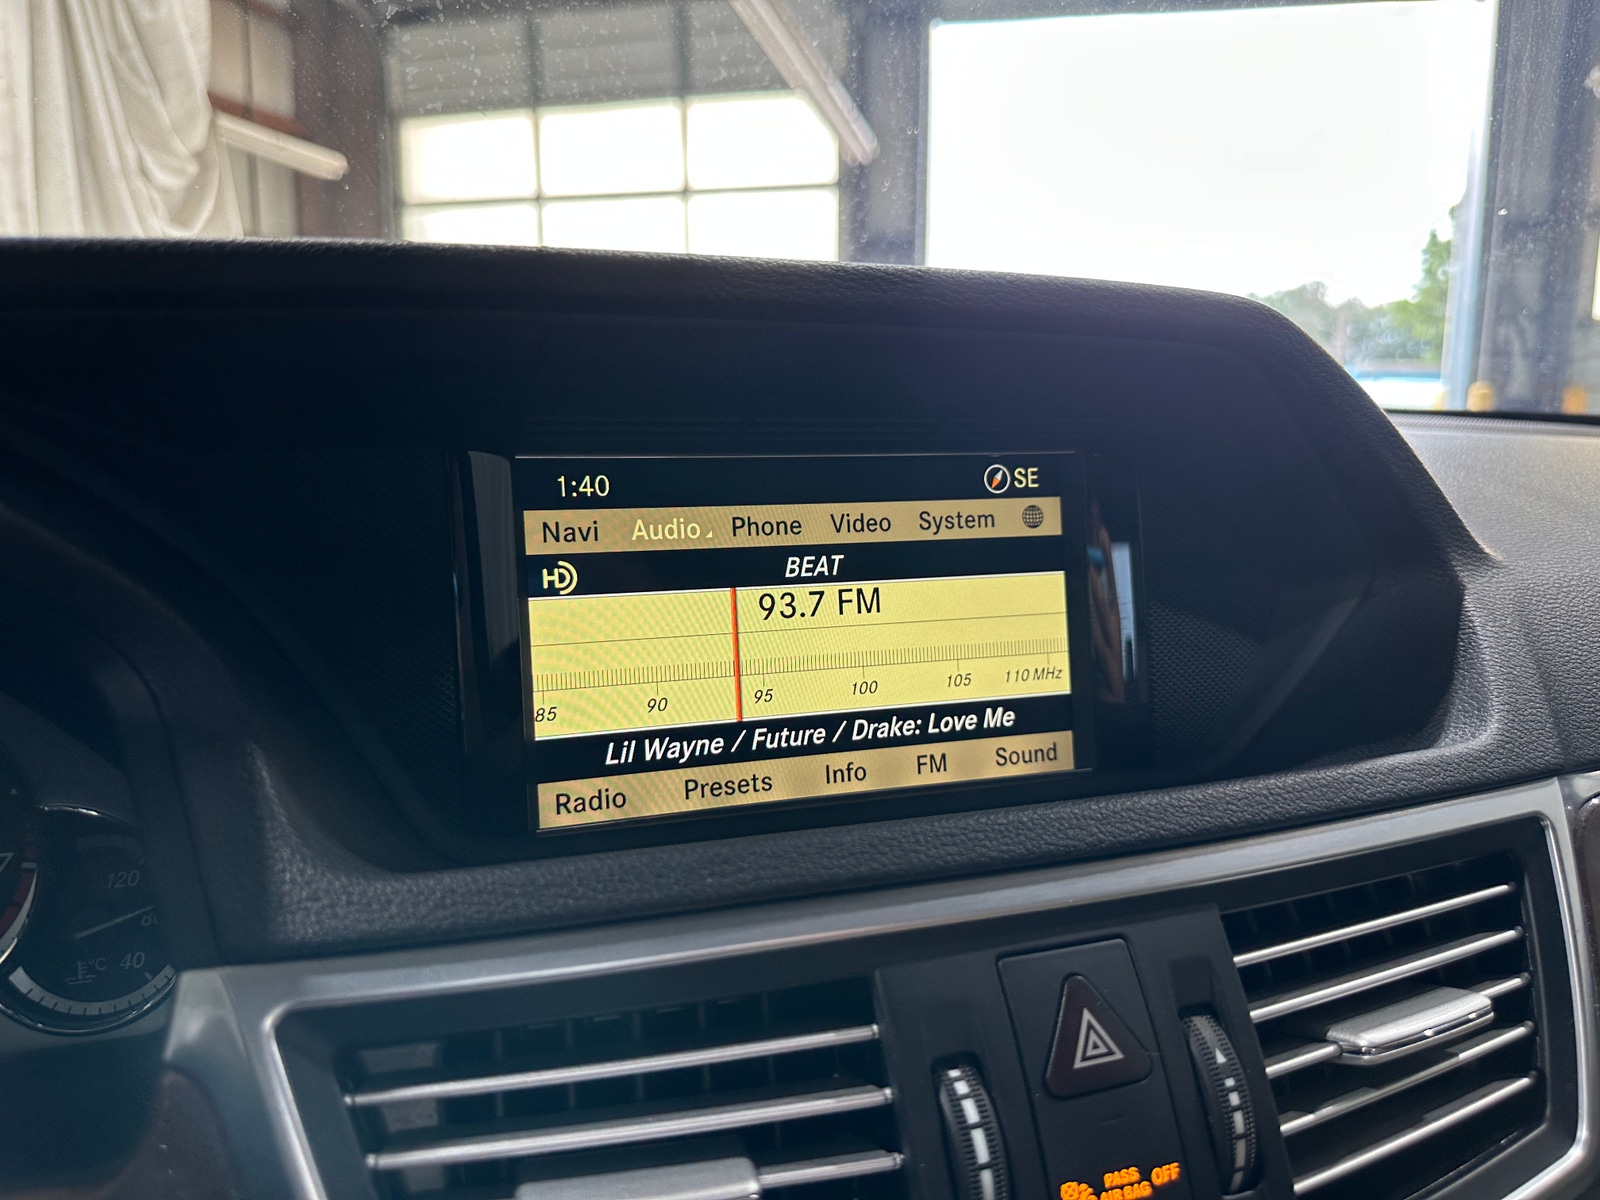 1:40 SE
Navi Audio Phone Video System
HD BEAT
93.7 FM
85 90 95 100 105 110 MHz
Lil Wayne / Future / Drake: Love Me
Radio Presets Info FM Sound
120
°C 40
PASS
AIR BAG OFF